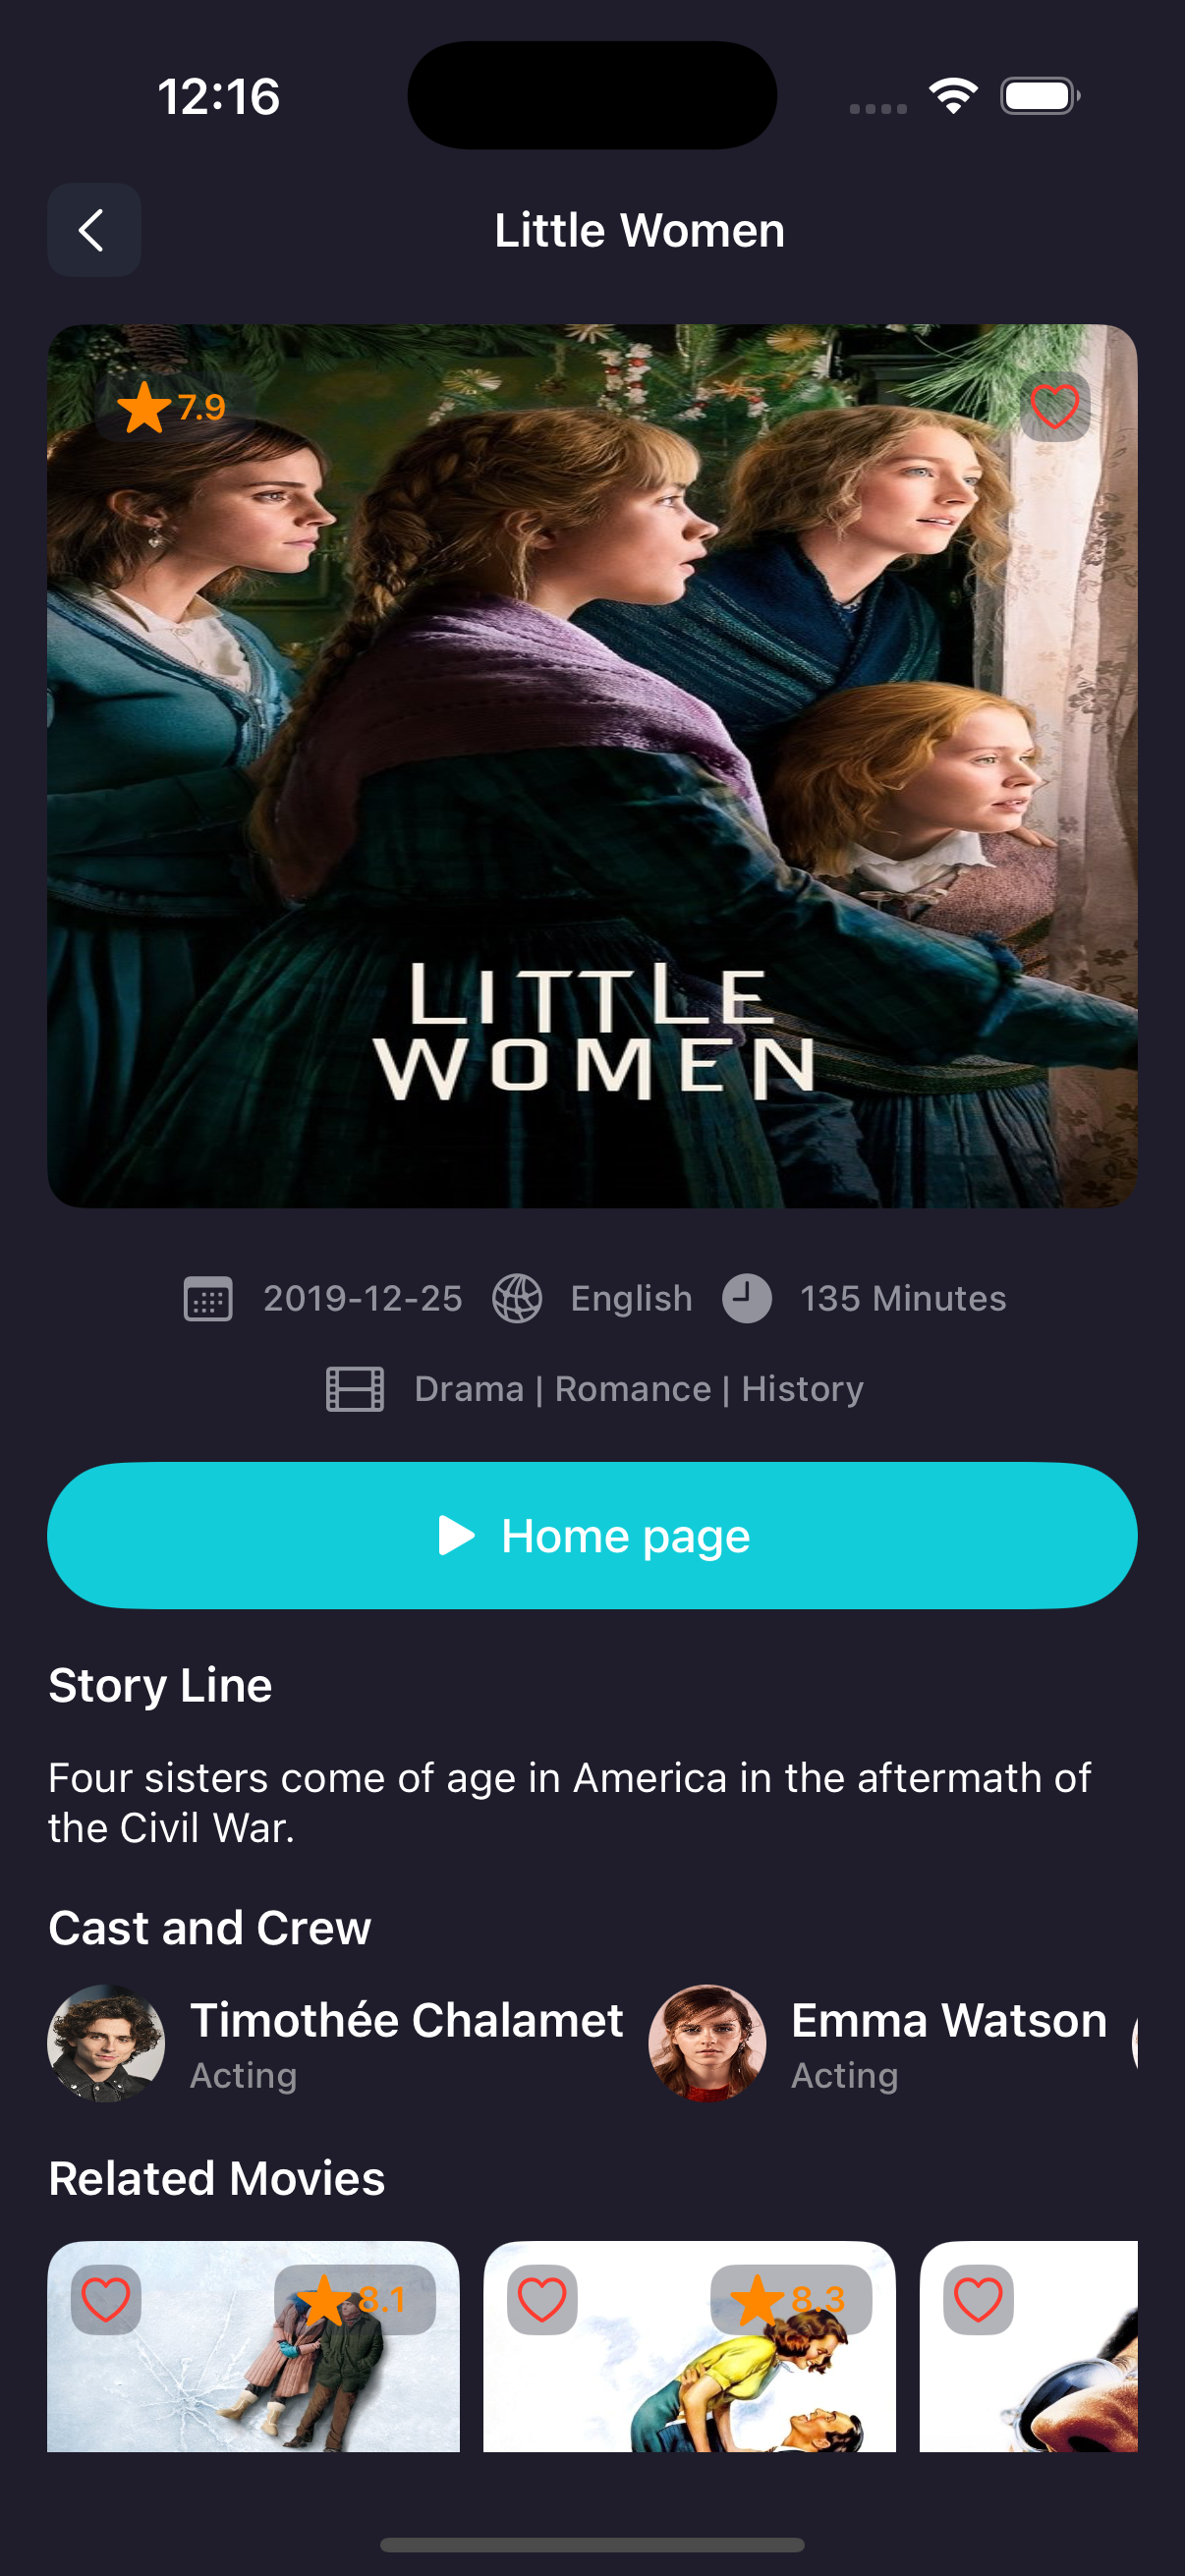 12:16
Little Women
7.9
LITTLE
WOMEN
2019-12-25 English 135 Minutes
Drama | Romance | History
Home page
Story Line
Four sisters come of age in America in the aftermath of
the Civil War.
Cast and Crew
Timothée Chalamet Emma Watson
Acting Acting
Related Movies
8.1 8.3